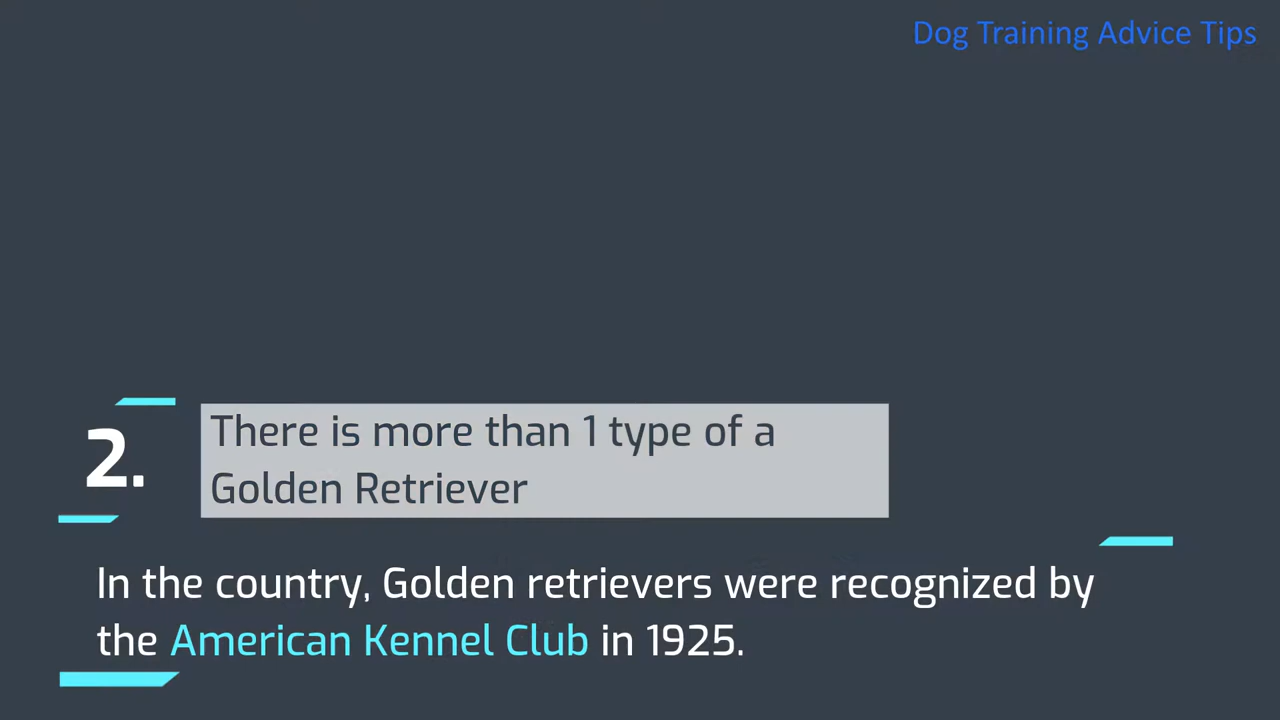 Dog Training Advice Tips
2.
There is more than 1 type of a
Golden Retriever
In the country, Golden retrievers were recognized by
the American Kennel Club in 1925.